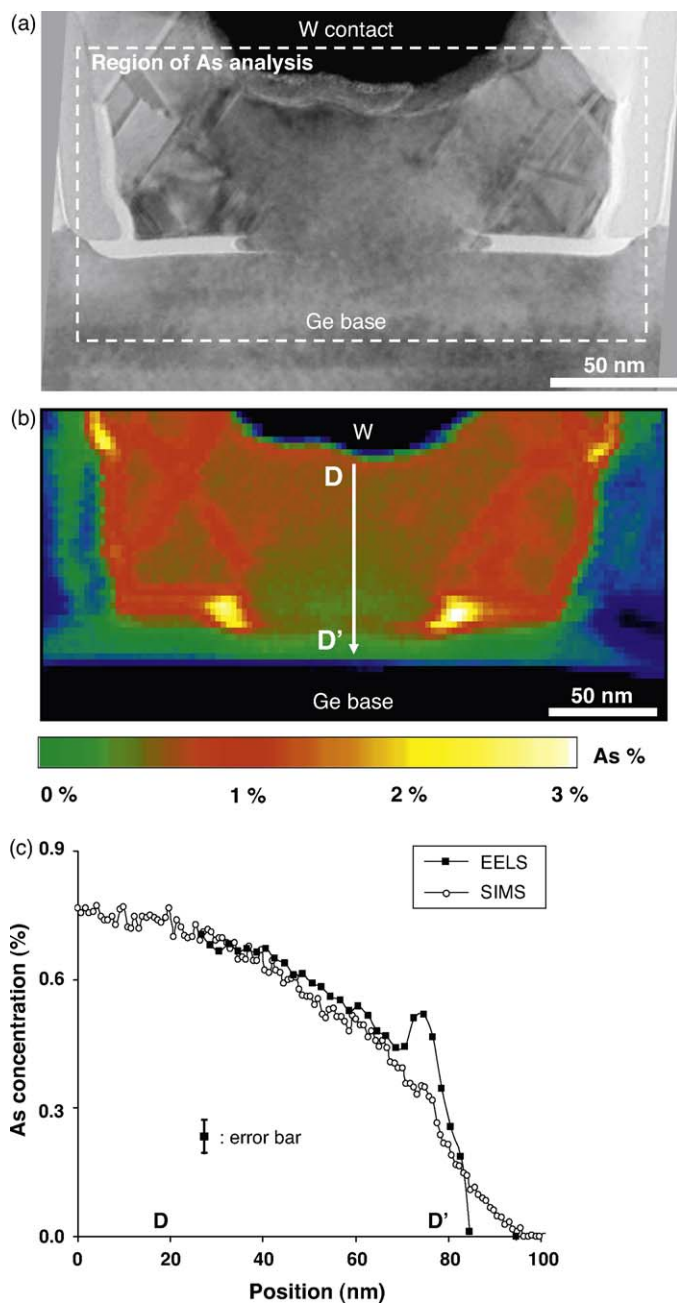 (a)
W contact
Region of As analysis
Ge base
50 nm
(b)
W
D
D'
Ge base
50 nm
As %
0 % 1 % 2 % 3 %
(c)
0.9
EELS
SIMS
0.6
As concentration (%)
0.3
: error bar
D D'
0.0
0 20 40 60 80 100
Position (nm)